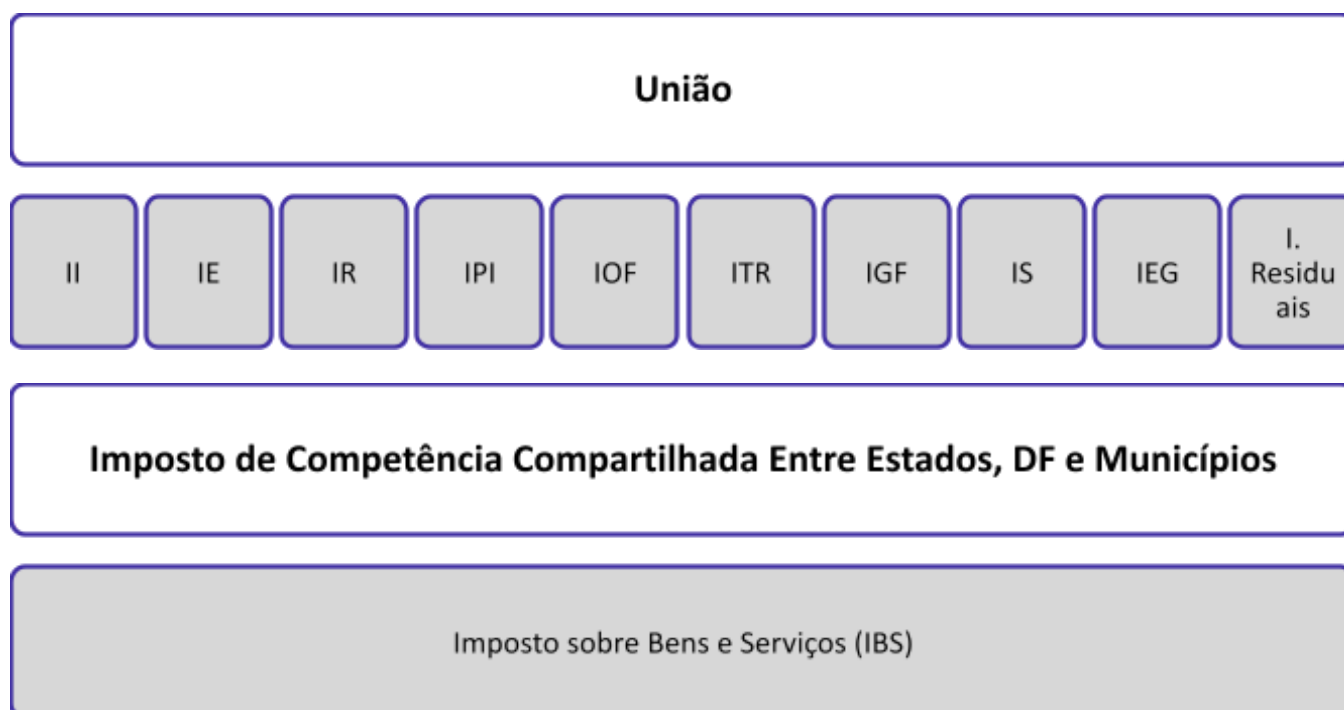 União
II
IE
IR
IPI
IOF
ITR
IGF
IS
IEG
I.
Residu
ais
Imposto de Competência Compartilhada Entre Estados, DF e Municípios
Imposto sobre Bens e Serviços (IBS)